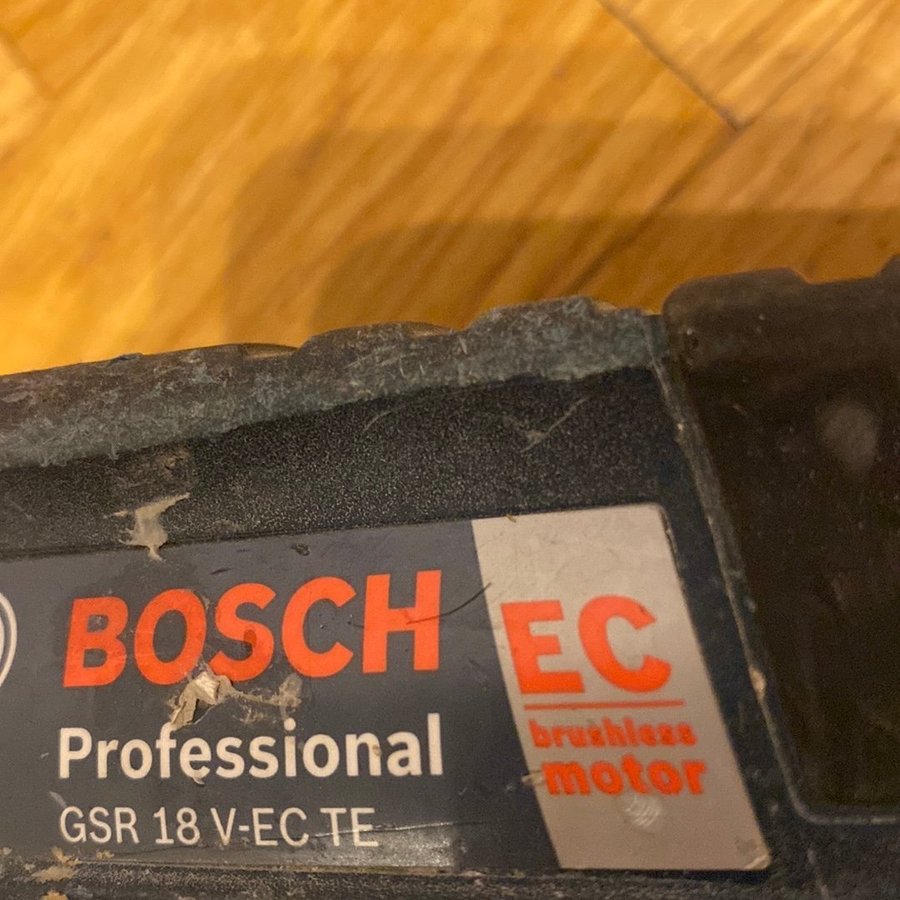 BOSCH
Professional
GSR 18 V-EC TE
EC
brushless
motor